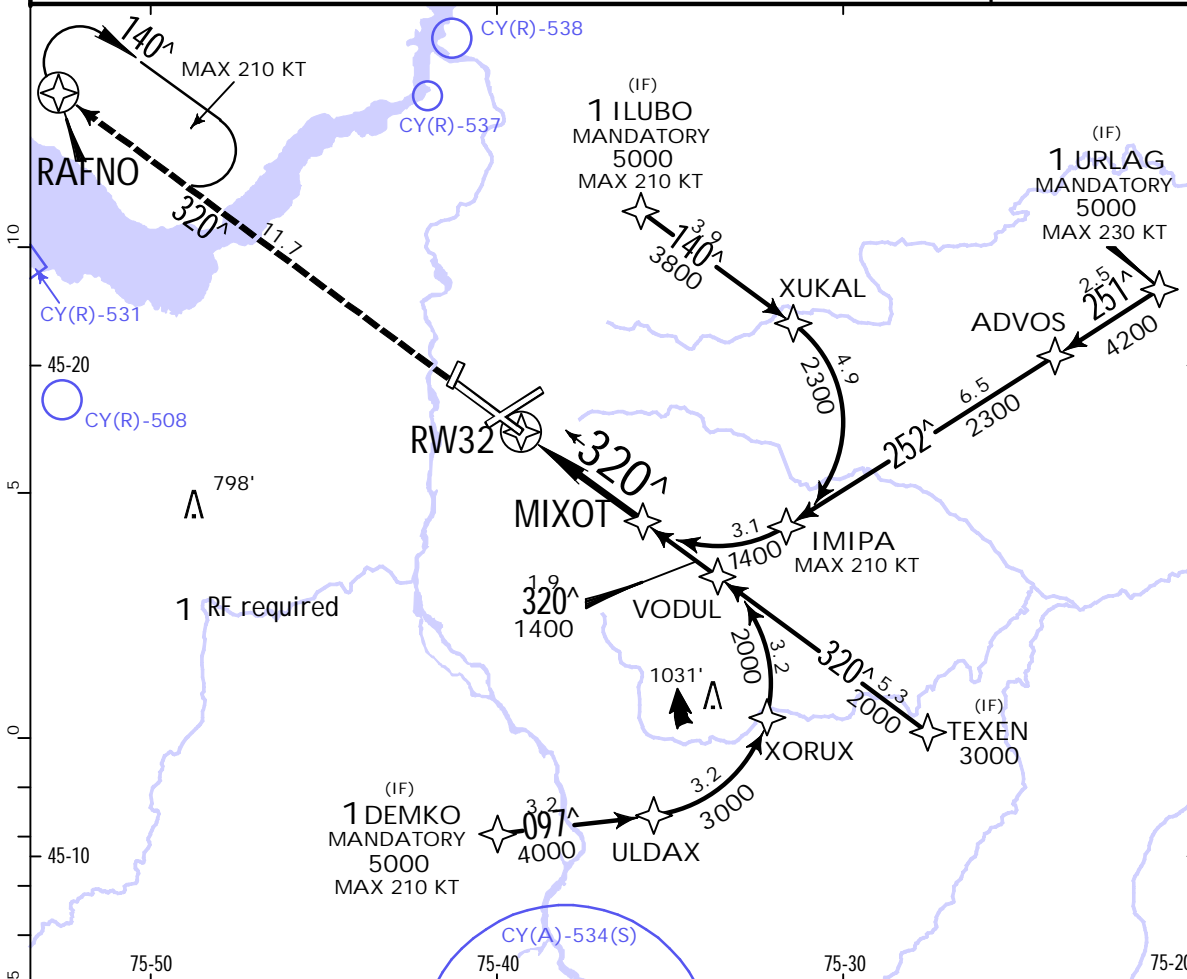 CY(R)-538
140^
MAX 210 KT
CY(R)-537
RAFNO
320^
11.7
CY(R)-531
(IF)
1 ILUBO
MANDATORY
5000
MAX 210 KT
3.9
140^
3800
XUKAL
(IF)
1 URLAG
MANDATORY
5000
MAX 230 KT
2.5
251^
4200
ADVOS
10
45-20
CY(R)-508
4.9
2300
6.5
2300
252^
RW32
320^
5
798'
MIXOT
3.1
1400
IMIPA
MAX 210 KT
1.9
320^
1400
VODUL
1 RF required
2000
3.2
320^
5.3
2000
1031'
(IF)
TEXEN
3000
0
XORUX
(IF)
1 DEMKO
MANDATORY
5000
MAX 210 KT
3.2
097^
4000
3.2
3000
ULDAX
45-10
CY(A)-534(S)
5
75-50
75-40
75-30
75-20